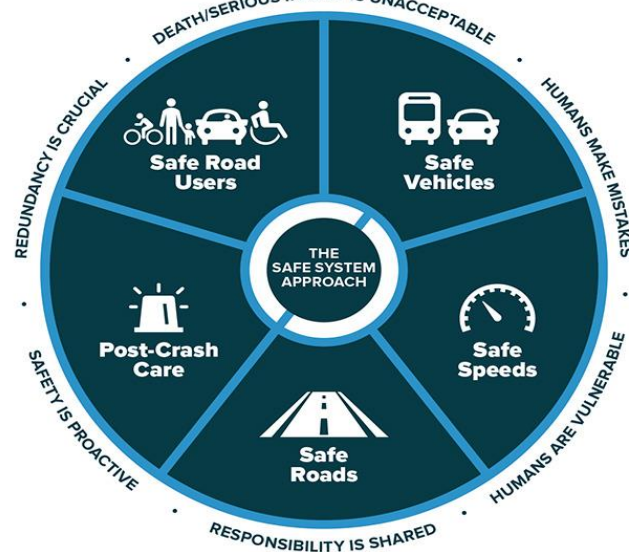 DEATH/SERIOUS
UNACCEPTABLE
HUMANS MAKE MISTAKES
HUMANS ARE VULNERABLE
RESPONSIBILITY IS SHARED
SAFETY IS PROACTIVE
REDUNDANCY IS CRUCIAL
Safe Road
Users
Safe
Vehicles
THE
SAFE SYSTEM
APPROACH
Post-Crash
Care
Safe
Speeds
Safe
Roads